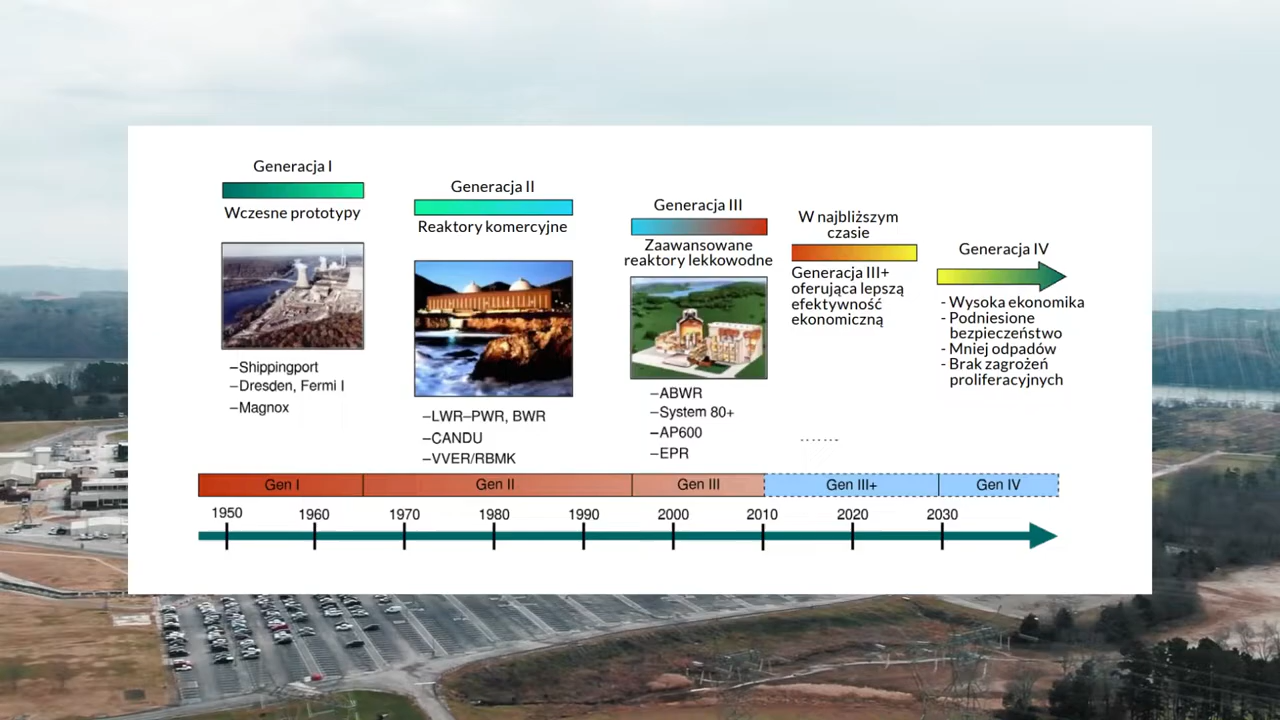 Generacja I
Wczesne prototypy
–Shippingport
–Dresden, Fermi I
–Magnox
Generacja II
Reaktory komercyjne
–LWR–PWR, BWR
–CANDU
–VVER/RBMK
Generacja III
Zaawansowane
reaktory lekkowodne
–ABWR
–System 80+
–AP600
–EPR
W najbliższym
czasie
Generacja III+
oferująca lepszą
efektywność
ekonomiczną
.......
Generacja IV
- Wysoka ekonomika
- Podniesione
bezpieczeństwo
- Mniej odpadów
- Brak zagrożeń
proliferacyjnych
Gen I Gen II Gen III Gen III+ Gen IV
1950 1960 1970 1980 1990 2000 2010 2020 2030